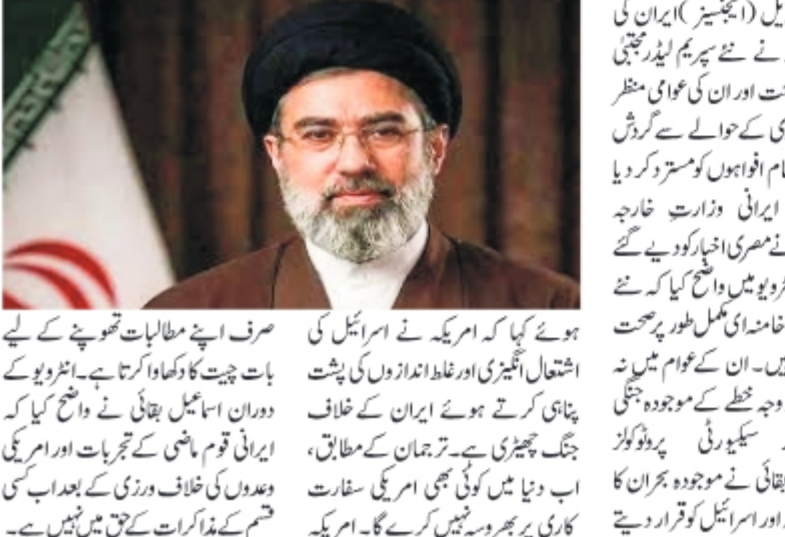 (ایجنسیز) ایران کی
نے نئے سپریم لیڈر مجتبیٰ
اور ان کی عوامی منظر
کے حوالے سے گردش
افواہوں کو مسترد کر دیا
ایرانی وزارتِ خارجہ
نے مصری اخبار کو دیے گئے
میں واضح کیا کہ نئے
خامنہ ای مکمل طور پر صحت
ہیں۔ ان کے عوام میں نہ
وجہ خطے کے موجودہ جنگی
سیکیورٹی پروٹوکولز
بقائی نے موجودہ بحران کا
اور اسرائیل کو قرار دیتے
ہوئے کہا کہ امریکہ نے اسرائیل کی
اشتعال انگیزی اور غلط اندازوں کی پشت
پناہی کرتے ہوئے ایران کے خلاف
جنگ چھیڑی ہے۔ ترجمان کے مطابق،
اب دنیا میں کوئی بھی امریکی سفارت
کاری پر بھروسہ نہیں کرے گا۔ امریکہ
صرف اپنے مطالبات تھوپنے کے لیے
بات چیت کا دکھاوا کرتا ہے۔ انٹرویو کے
دوران اسماعیل بقائی نے واضح کیا کہ
ایرانی قوم ماضی کے تجربات اور امریکی
وعدوں کی خلاف ورزی کے بعد اب کسی
قسم کے مذاکرات کے حق میں نہیں ہے۔